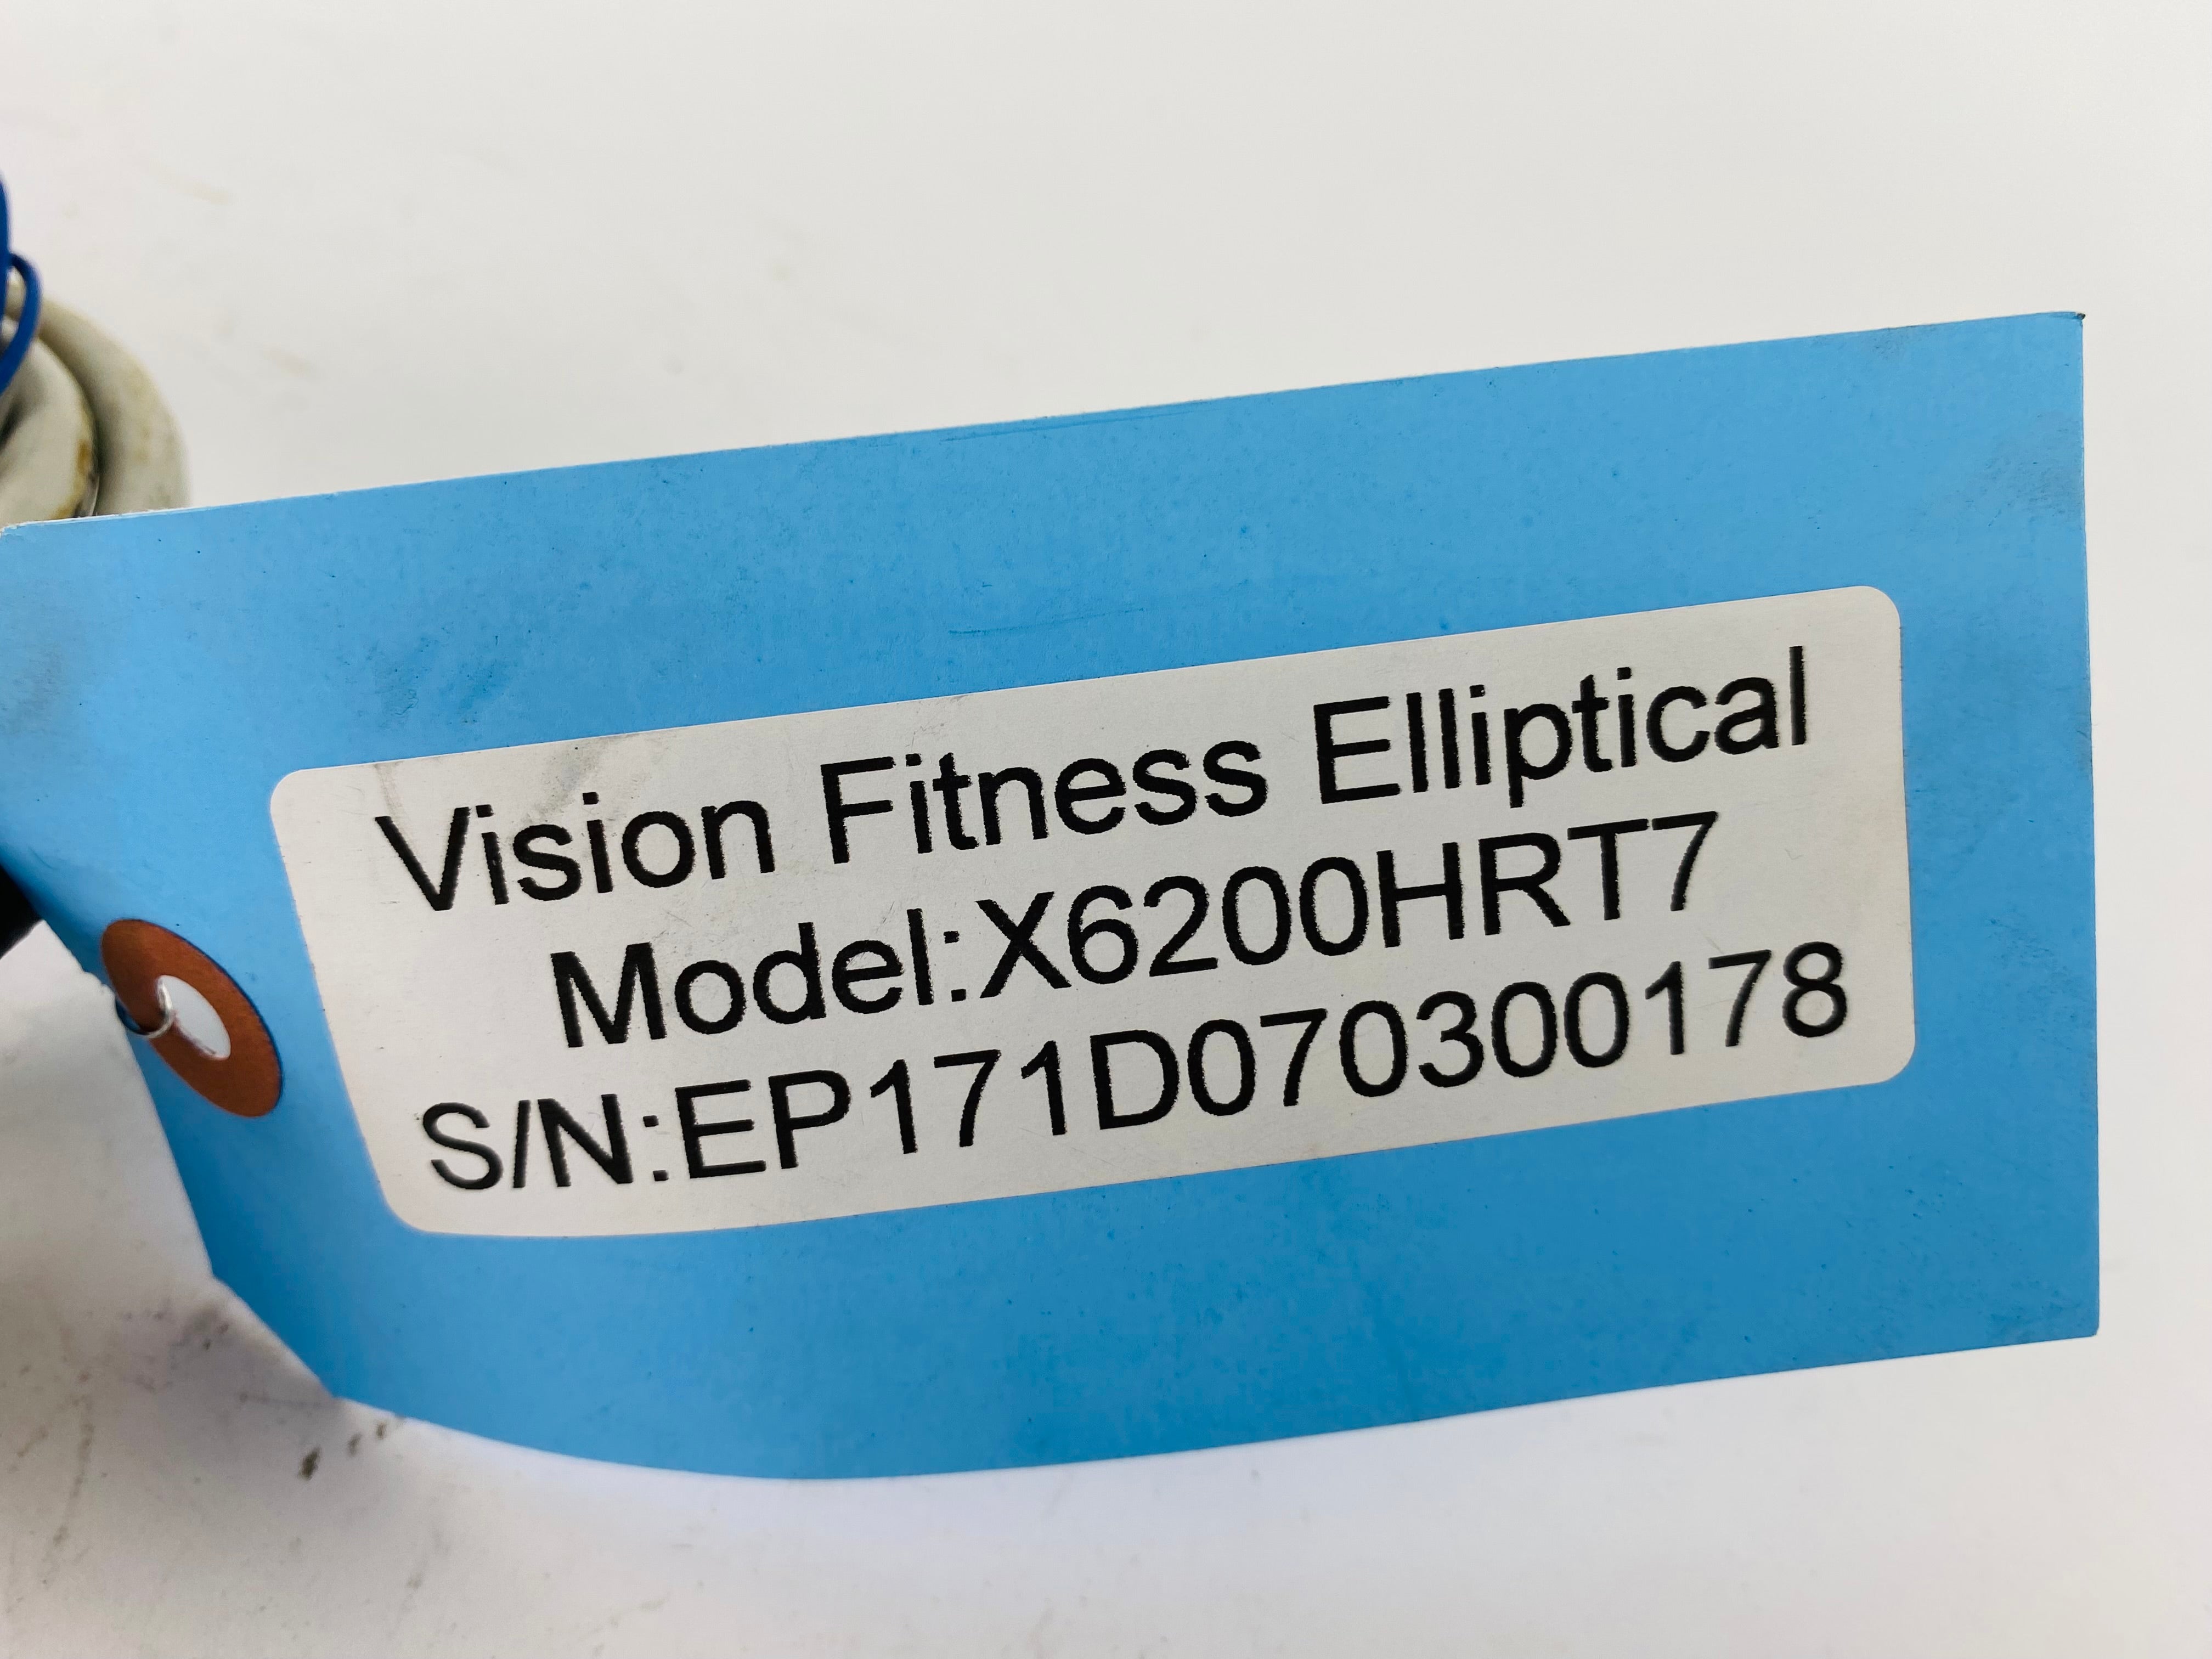 Vision Fitness Elliptical
Model:X6200HRT7
S/N:EP171D070300178